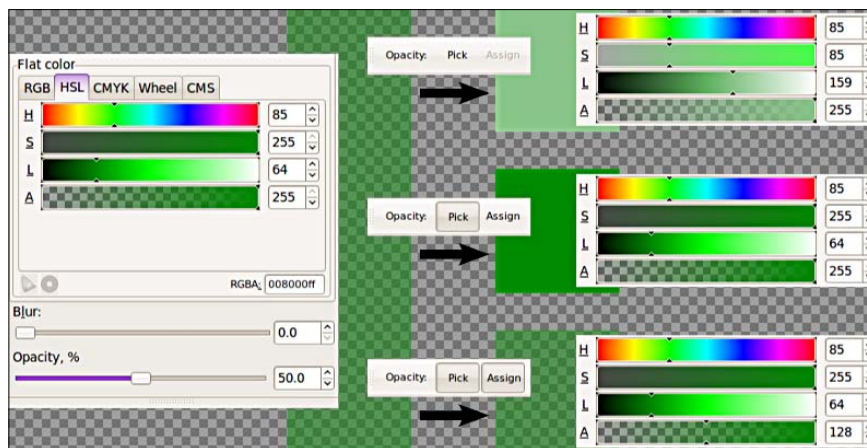 Flat color
RGB HSL CMYK Wheel CMS
H 85
S 255
L 64
A 255
RGBA: 008000ff
Blur:
0.0
Opacity, %
50.0
Opacity: Pick Assign
H 85
S 85
L 159
A 255
Opacity: Pick Assign
H 85
S 255
L 64
A 255
Opacity: Pick Assign
H 85
S 255
L 64
A 128